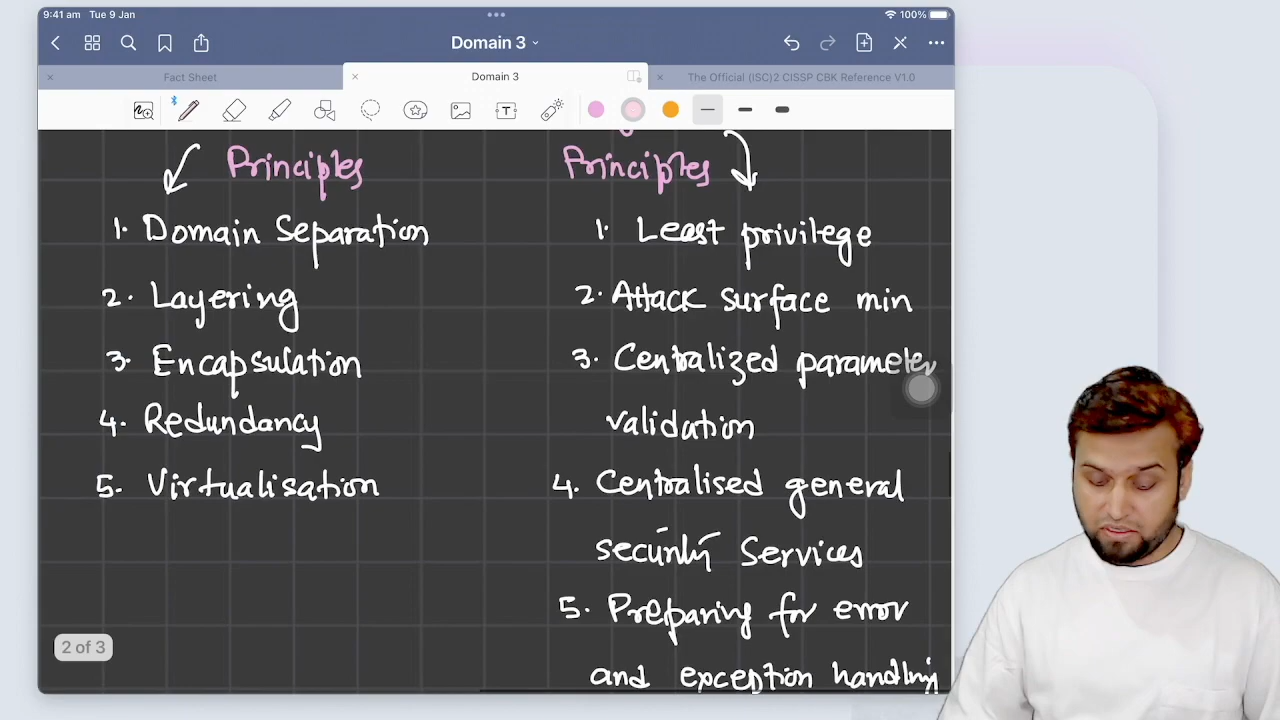 9:41 am Tue 9 Jan
100%
Domain 3
Fact Sheet
Domain 3
The Official (ISC)2 CISSP CBK Reference V1.0
Principles
1. Domain Separation
2. Layering
3. Encapsulation
4. Redundancy
5. Virtualisation
Principles
1. Least privilege
2. Attack surface min
3. Centralized parameter
validation
4. Centralised general
security Services
5. Preparing for error
and exception handling
2 of 3